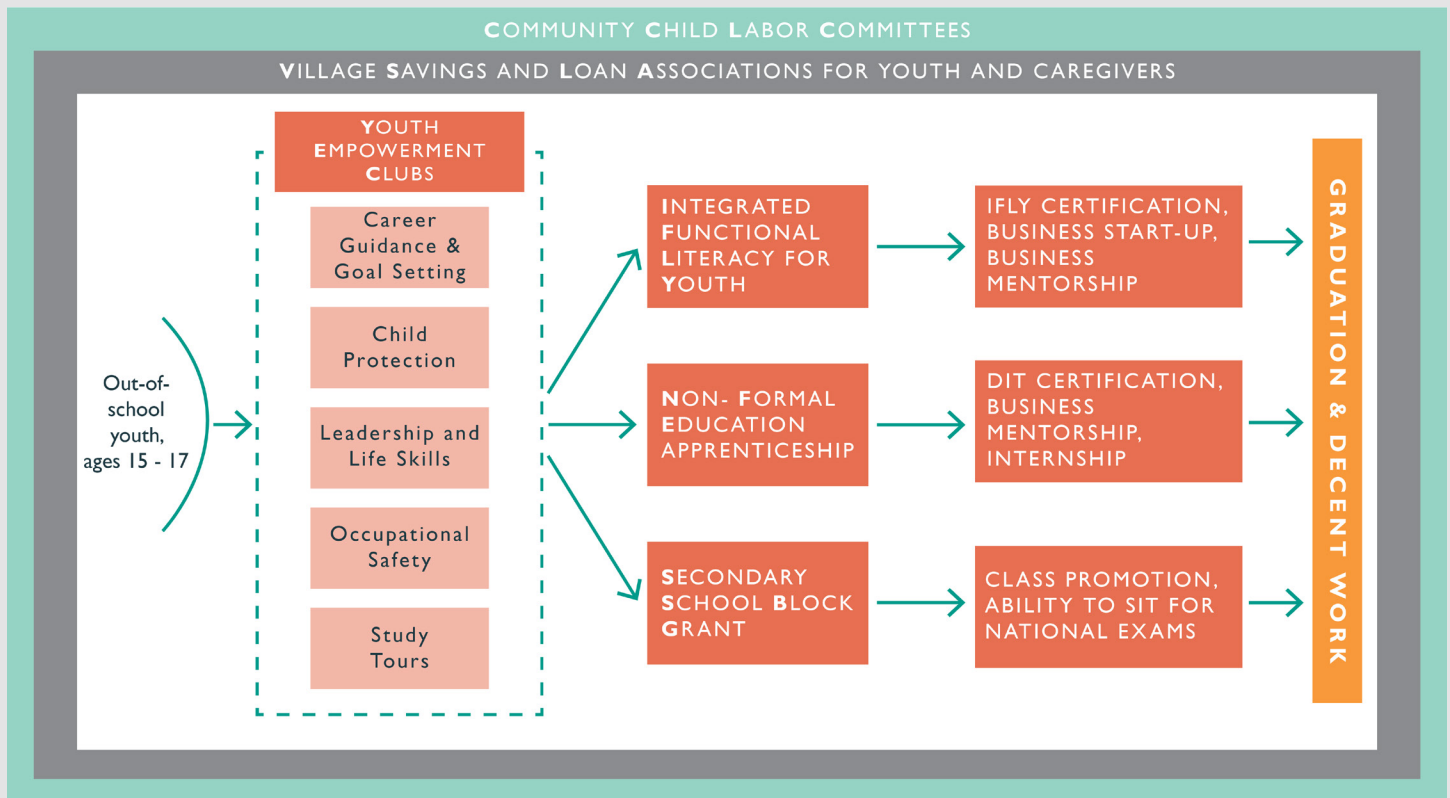 COMMUNITY CHILD LABOR COMMITTEES
VILLAGE SAVINGS AND LOAN ASSOCIATIONS FOR YOUTH AND CAREGIVERS
Out-of-
school
youth,
ages 15 - 17
YOUTH
EMPOWERMENT
CLUBS
Career
Guidance &
Goal Setting
Child
Protection
Leadership and
Life Skills
Occupational
Safety
Study
Tours
INTEGRATED
FUNCTIONAL
LITERACY FOR
YOUTH
IFLY CERTIFICATION,
BUSINESS START-UP,
BUSINESS
MENTORSHIP
NON- FORMAL
EDUCATION
APPRENTICESHIP
DIT CERTIFICATION,
BUSINESS
MENTORSHIP,
INTERNSHIP
SECONDARY
SCHOOL BLOCK
GRANT
CLASS PROMOTION,
ABILITY TO SIT FOR
NATIONAL EXAMS
GRADUATION & DECENT WORK